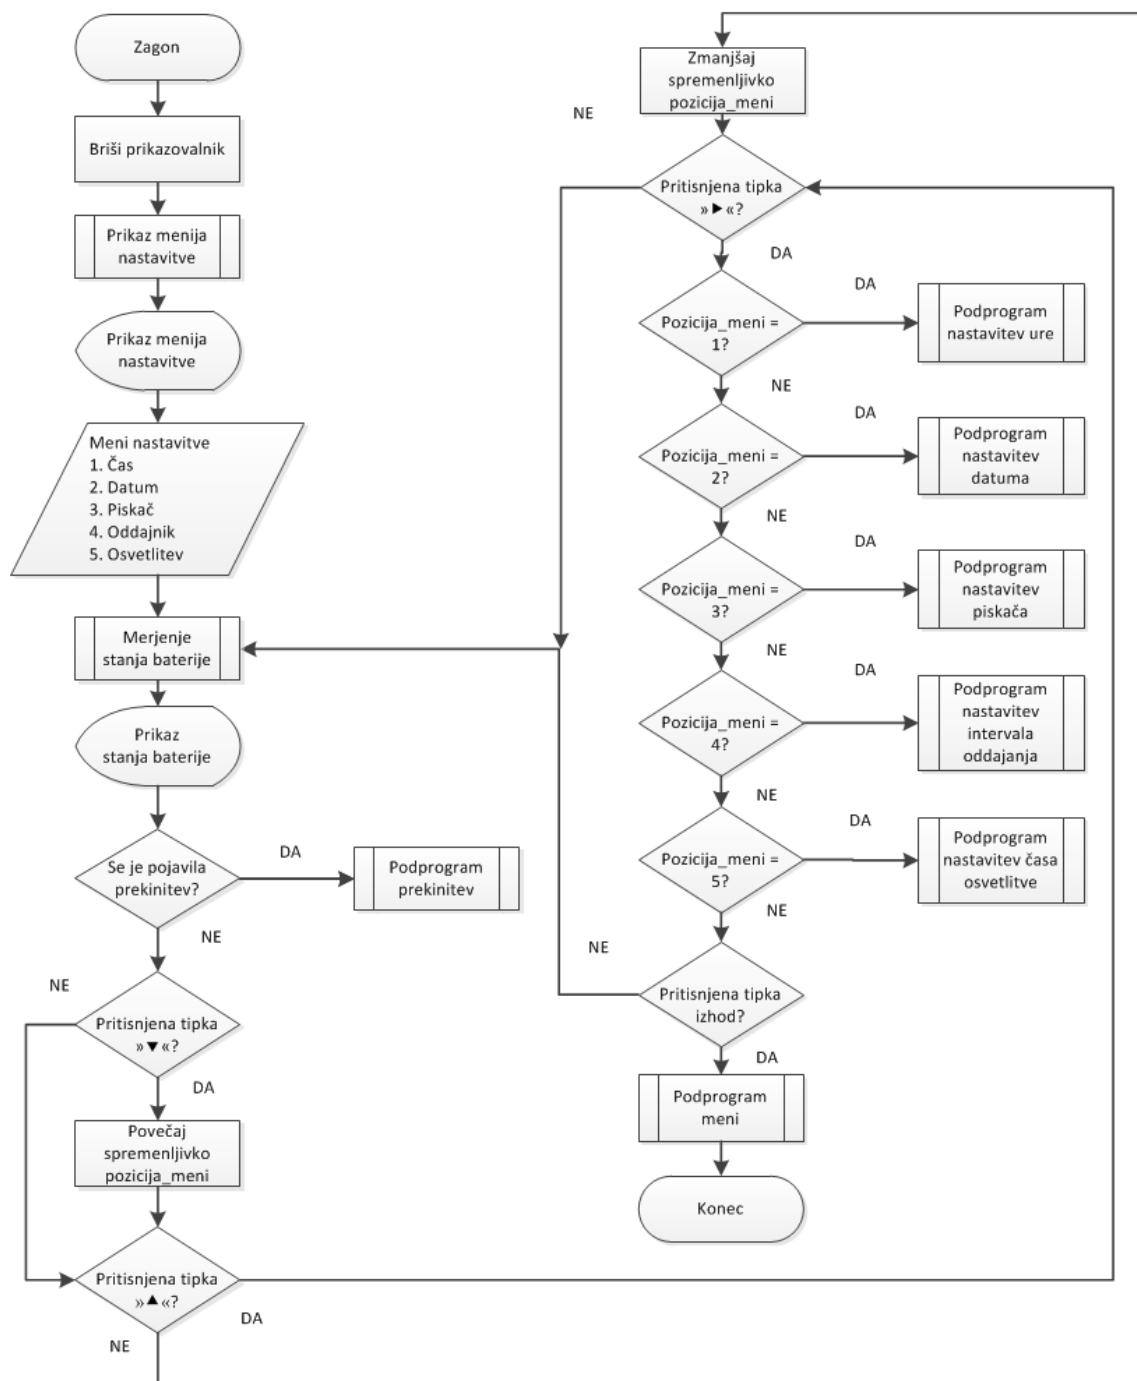 Zagon
Briši prikazovalnik
Prikaz menija
nastavitve
Prikaz menija
nastavitve
Meni nastavitve
1. Čas
2. Datum
3. Piskač
4. Oddajnik
5. Osvetlitev
Merjenje
stanja baterije
Prikaz
stanja baterije
Se je pojavila
prekinitev?
DA
Podprogram
prekinitev
NE
NE
Pritisnjena tipka
»▼«?
DA
Povečaj
spremenljivko
pozicija_meni
Pritisnjena tipka
»▲«?
DA
NE
Zmanjšaj
spremenljivko
pozicija_meni
NE
Pritisnjena tipka
»►«?
DA
Pozicija_meni =
1?
DA
Podprogram
nastavitev ure
NE
Pozicija_meni =
2?
DA
Podprogram
nastavitev
datuma
NE
Pozicija_meni =
3?
DA
Podprogram
nastavitev
piskača
NE
Pozicija_meni =
4?
DA
Podprogram
nastavitev
intervala
oddajanja
NE
Pozicija_meni =
5?
DA
Podprogram
nastavitev časa
osvetlitve
NE
NE
Pritisnjena tipka
izhod?
DA
Podprogram
meni
Konec